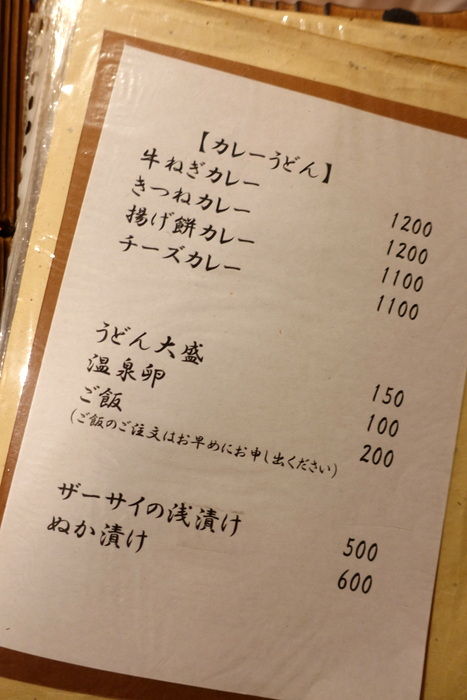 【カレーうどん】
牛ねぎカレー 1200
きつねカレー 1200
揚げ餅カレー 1100
チーズカレー 1100
うどん大盛 150
温泉卵 100
ご飯 200
(ご飯のご注文はお早めにお申し出ください)
ザーサイの浅漬け 500
ぬか漬け 600